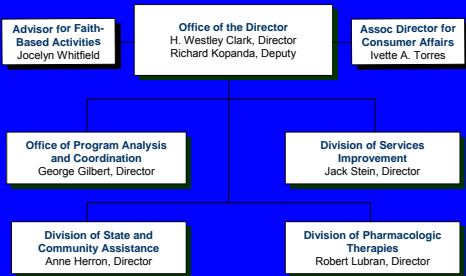 Advisor for Faith-
Based Activities
Jocelyn Whitfield
Office of the Director
H. Westley Clark, Director
Richard Kopanda, Deputy
Assoc Director for
Consumer Affairs
Ivette A. Torres
Office of Program Analysis
and Coordination
George Gilbert, Director
Division of Services
Improvement
Jack Stein, Director
Division of State and
Community Assistance
Anne Herron, Director
Division of Pharmacologic
Therapies
Robert Lubran, Director